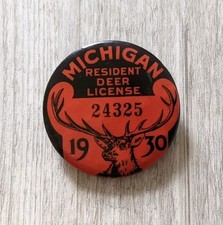 MICHIGAN
RESIDENT
DEER
LICENSE
24325
19 30